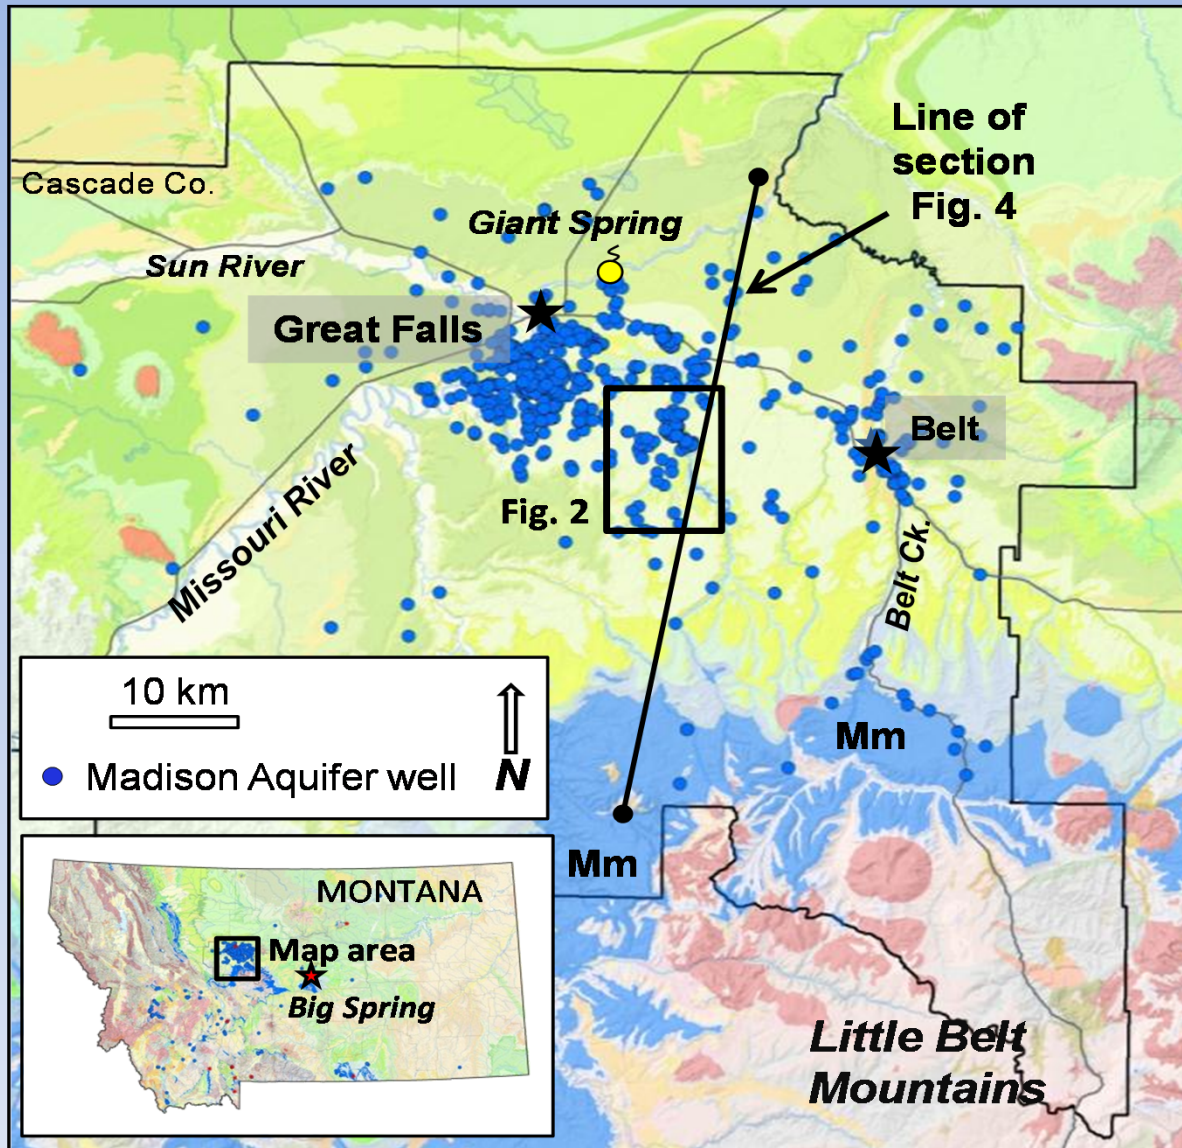 Line of
section
Fig. 4
Cascade Co.
Giant Spring
Sun River
Great Falls
Belt
Fig. 2
Missouri River
Belt Ck.
10 km
N
Madison Aquifer well
Mm
Mm
MONTANA
Map area
Big Spring
Little Belt
Mountains